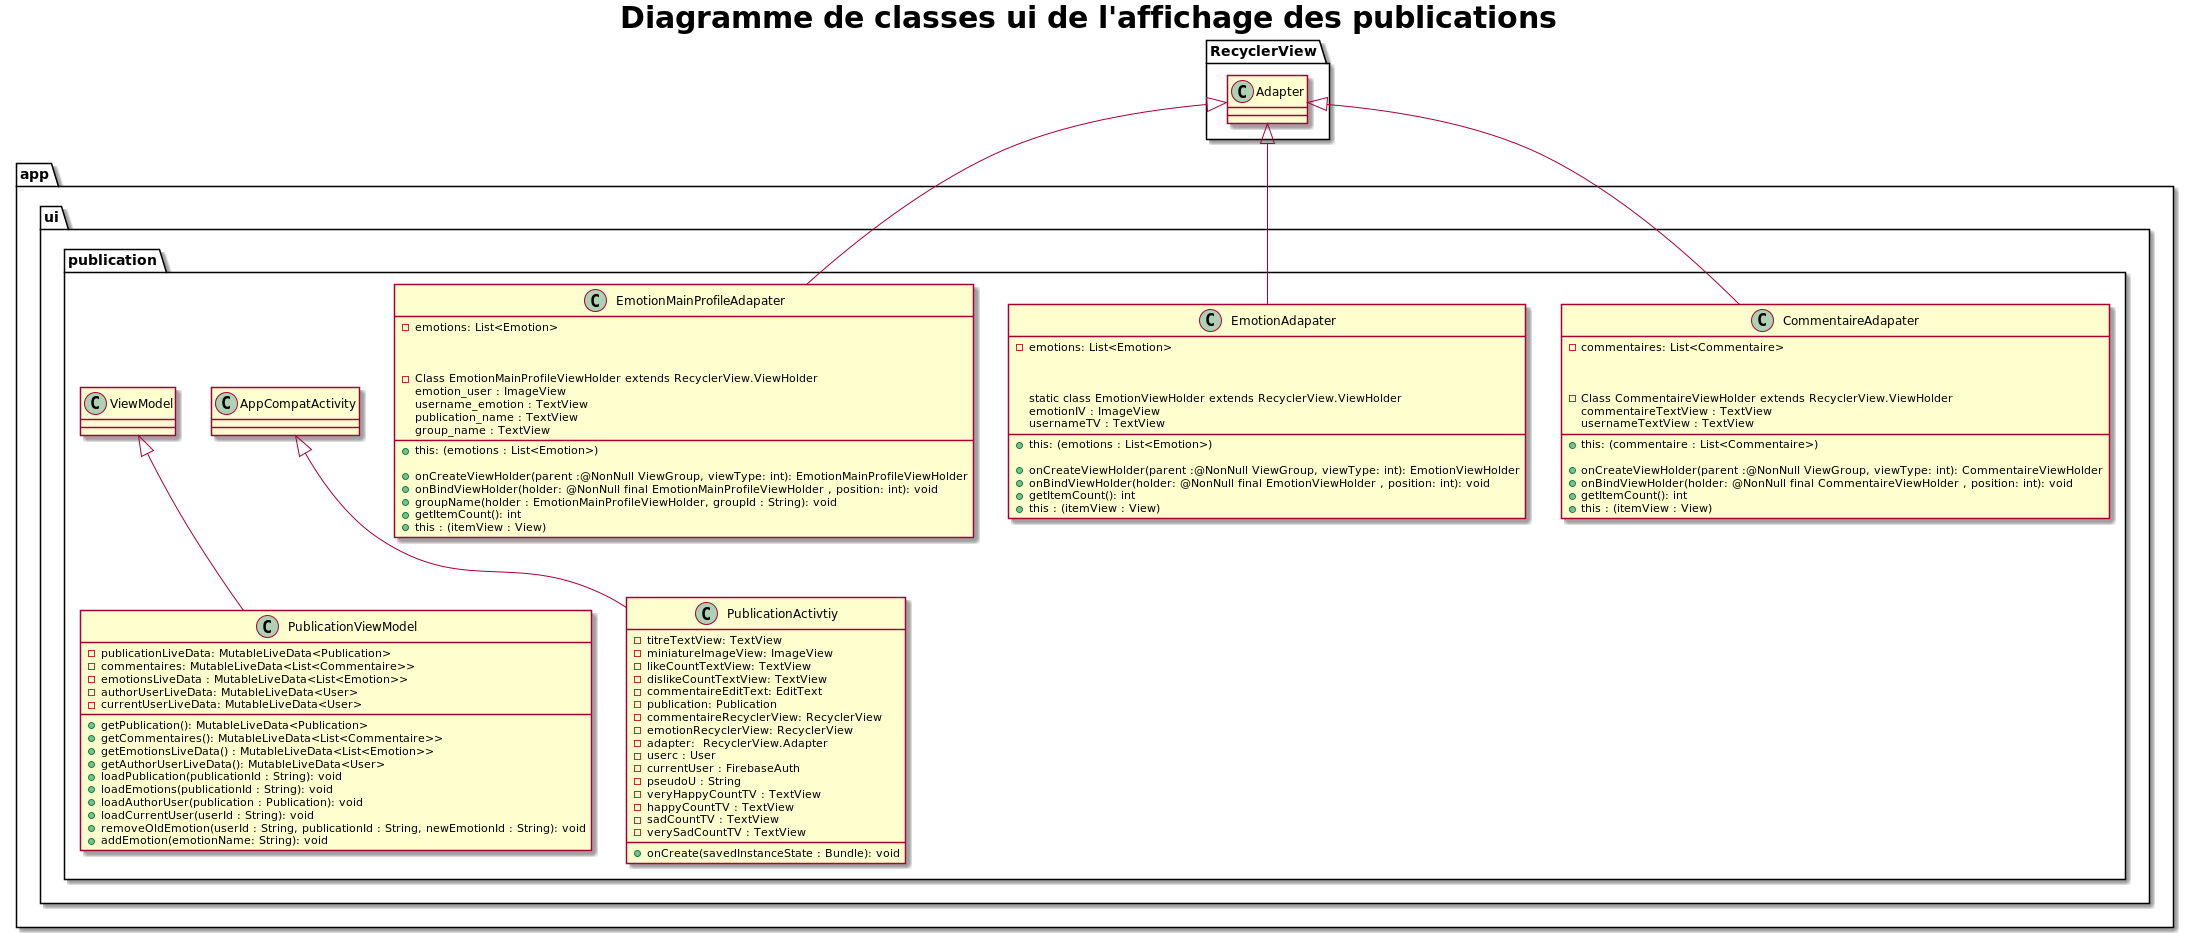 Diagramme de classes ui de l'affichage des publications
RecyclerView
C Adapter
app
ui
publication
C EmotionMainProfileAdapater
emotions: List<Emotion>
Class EmotionMainProfileViewHolder extends RecyclerView.ViewHolder
emotion_user : ImageView
username_emotion : TextView
publication_name : TextView
group_name : TextView
this: (emotions : List<Emotion>)
onCreateViewHolder(parent :@NonNull ViewGroup, viewType: int): EmotionMainProfileViewHolder
onBindViewHolder(holder: @NonNull final EmotionMainProfileViewHolder , position: int): void
groupName(holder : EmotionMainProfileViewHolder, groupId : String): void
getItemCount(): int
this : (itemView : View)
C EmotionAdapater
emotions: List<Emotion>
static class EmotionViewHolder extends RecyclerView.ViewHolder
emotionIV : ImageView
usernameTV : TextView
this: (emotions : List<Emotion>)
onCreateViewHolder(parent :@NonNull ViewGroup, viewType: int): EmotionViewHolder
onBindViewHolder(holder: @NonNull final EmotionViewHolder , position: int): void
getItemCount(): int
this : (itemView : View)
C CommentaireAdapater
commentaires: List<Commentaire>
Class CommentaireViewHolder extends RecyclerView.ViewHolder
commentaireTextView : TextView
usernameTextView : TextView
this: (commentaire : List<Commentaire>)
onCreateViewHolder(parent :@NonNull ViewGroup, viewType: int): CommentaireViewHolder
onBindViewHolder(holder: @NonNull final CommentaireViewHolder , position: int): void
getItemCount(): int
this : (itemView : View)
C ViewModel
C AppCompatActivity
C PublicationViewModel
publicationLiveData: MutableLiveData<Publication>
commentaires: MutableLiveData<List<Commentaire>>
emotionsLiveData : MutableLiveData<List<Emotion>>
authorUserLiveData: MutableLiveData<User>
currentUserLiveData: MutableLiveData<User>
getPublication(): MutableLiveData<Publication>
getCommentaires(): MutableLiveData<List<Commentaire>>
getEmotionsLiveData() : MutableLiveData<List<Emotion>>
getAuthorUserLiveData(): MutableLiveData<User>
loadPublication(publicationId : String): void
loadEmotions(publicationId : String): void
loadAuthorUser(publication : Publication): void
loadCurrentUser(userId : String): void
removeOldEmotion(userId : String, publicationId : String, newEmotionId : String): void
addEmotion(emotionName: String): void
C PublicationActivtiy
titreTextView: TextView
miniatureImageView: ImageView
likeCountTextView: TextView
dislikeCountTextView: TextView
commentaireEditText: EditText
publication: Publication
commentaireRecyclerView: RecyclerView
emotionRecyclerView: RecyclerView
adapter: RecyclerView.Adapter
userc : User
currentUser : FirebaseAuth
pseudoU : String
veryHappyCountTV : TextView
happyCountTV : TextView
sadCountTV : TextView
verySadCountTV : TextView
onCreate(savedInstanceState : Bundle): void